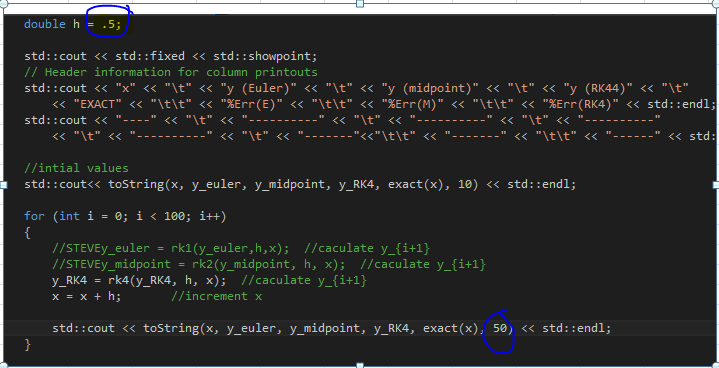 double h = .5;
std::cout << std::fixed << std::showpoint;
// Header information for column printouts
std::cout << "x" << "\t" << "y (Euler)" << "\t" << "y (midpoint)" << "\t" << "y (RK44)" << "\t"
<< "EXACT" << "\t\t" << "%Err(E)" << "\t\t" << "%Err(M)" << "\t\t" << "%Err(RK4)" << std::endl;
std::cout << "----" << "\t" << "----------" << "\t" << "----------" << "\t" << "----------"
<< "\t" << "----------" << "\t" << "-------"<<"\t\t" << "-------" << "\t\t" << "------" << std:
//intial values
std::cout<< toString(x, y_euler, y_midpoint, y_RK4, exact(x), 10) << std::endl;
for (int i = 0; i < 100; i++)
{
//STEVEy_euler = rk1(y_euler,h,x);  //caculate y_{i+1}
//STEVEy_midpoint = rk2(y_midpoint, h, x);  //caculate y_{i+1}
y_RK4 = rk4(y_RK4, h, x);  //caculate y_{i+1}
x = x + h;       //increment x
std::cout << toString(x, y_euler, y_midpoint, y_RK4, exact(x), 50) << std::endl;
}